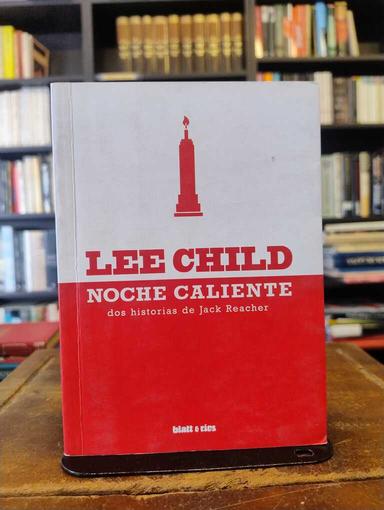 LEE CHILD
NOCHE CALIENTE
dos historias de Jack Reacher
blatt & ríos